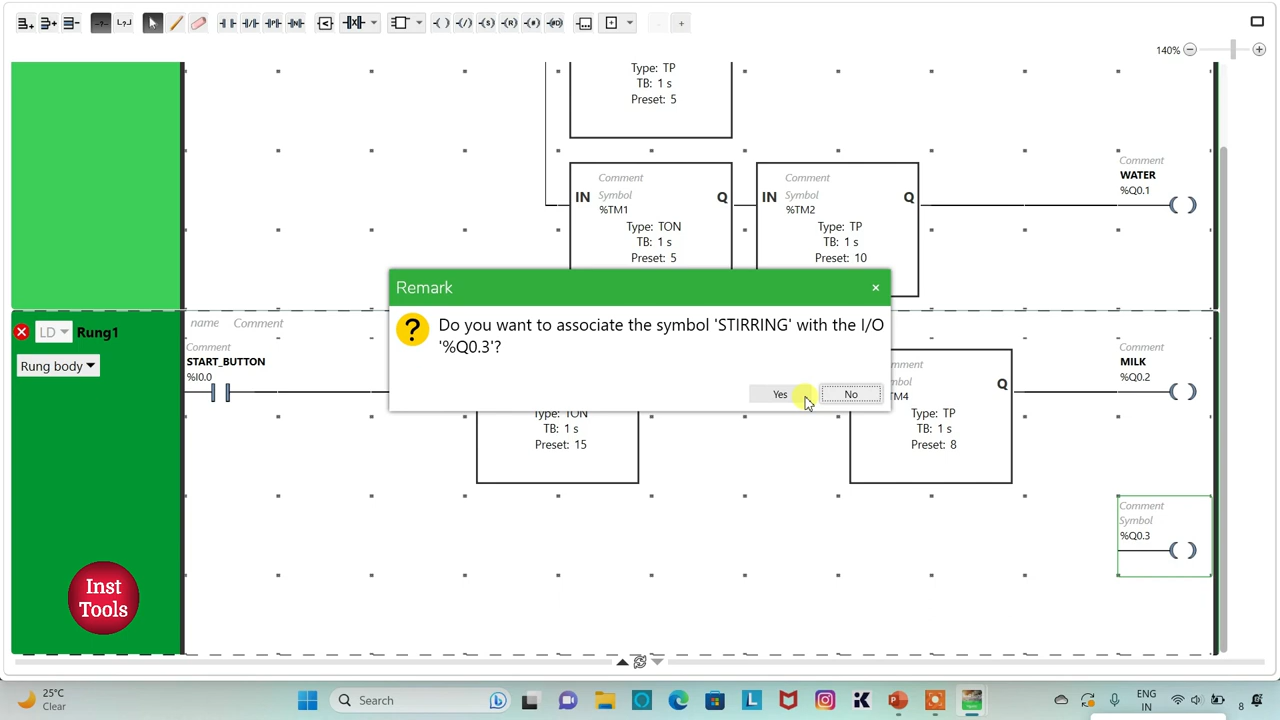 140%
Type: TP
TB: 1 s
Preset: 5
Comment
Symbol
%TM1
IN
Q
Type: TON
TB: 1 s
Preset: 5
Comment
Symbol
%TM2
IN
Q
Type: TP
TB: 1 s
Preset: 10
Comment
WATER
%Q0.1
LD
Rung1
name
Comment
Rung body
Comment
START_BUTTON
%I0.0
Remark
Do you want to associate the symbol 'STIRRING' with the I/O
'%Q0.3'?
Yes
No
Type: TON
TB: 1 s
Preset: 15
Q
Type: TP
TB: 1 s
Preset: 8
Comment
MILK
%Q0.2
Comment
Symbol
%Q0.3
Inst
Tools
25°C
Clear
Search
ENG
IN
8